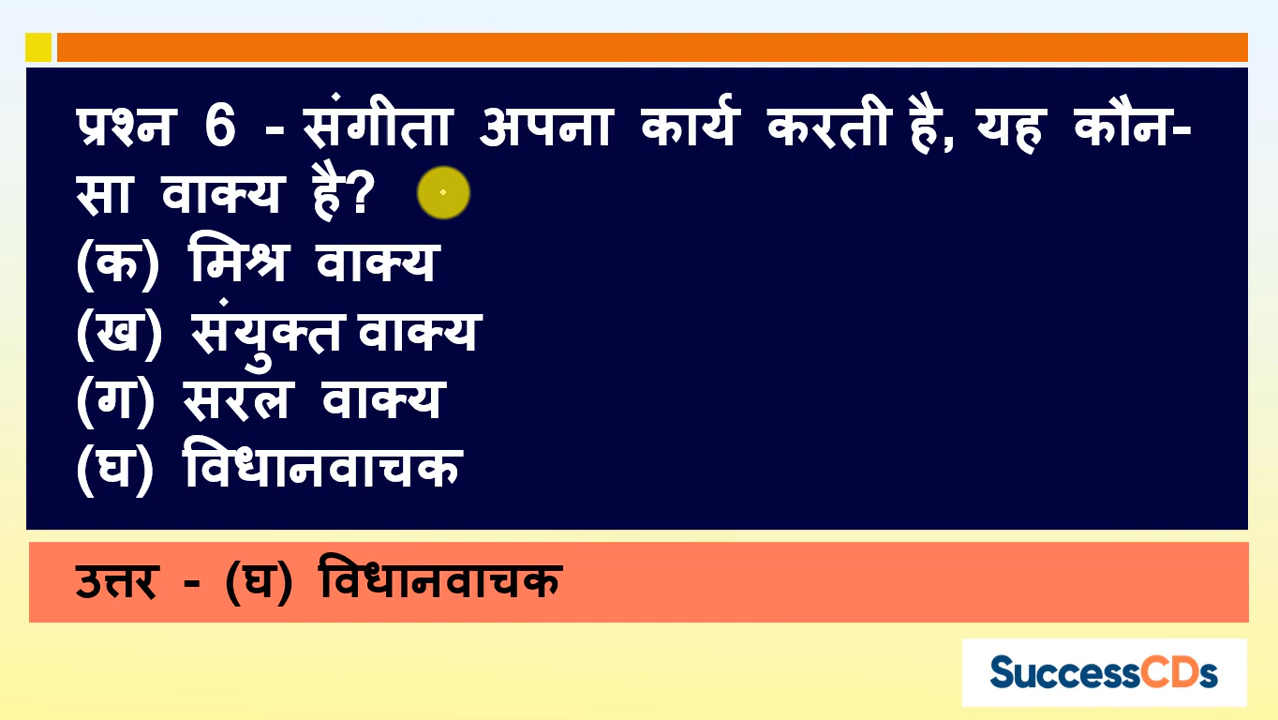 प्रश्न 6 - संगीता अपना कार्य करती है, यह कौन-
सा वाक्य है?
(क) मिश्र वाक्य
(ख) संयुक्त वाक्य
(ग) सरल वाक्य
(घ) विधानवाचक
उत्तर - (घ) विधानवाचक
SuccessCDs